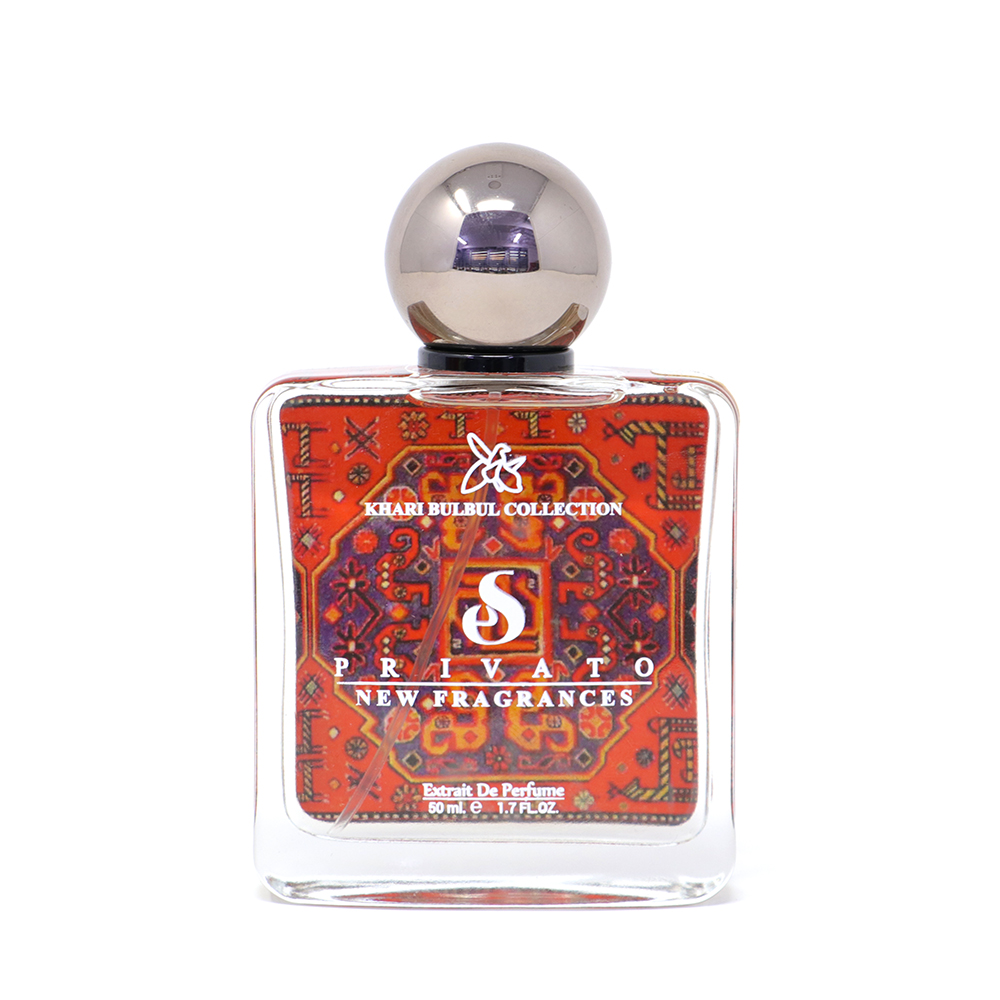 KHARI BULBUL COLLECTION
S
PRIVATO
NEW FRAGRANCES
Extrait De Perfume
50 ml. e 1.7 FL.OZ.